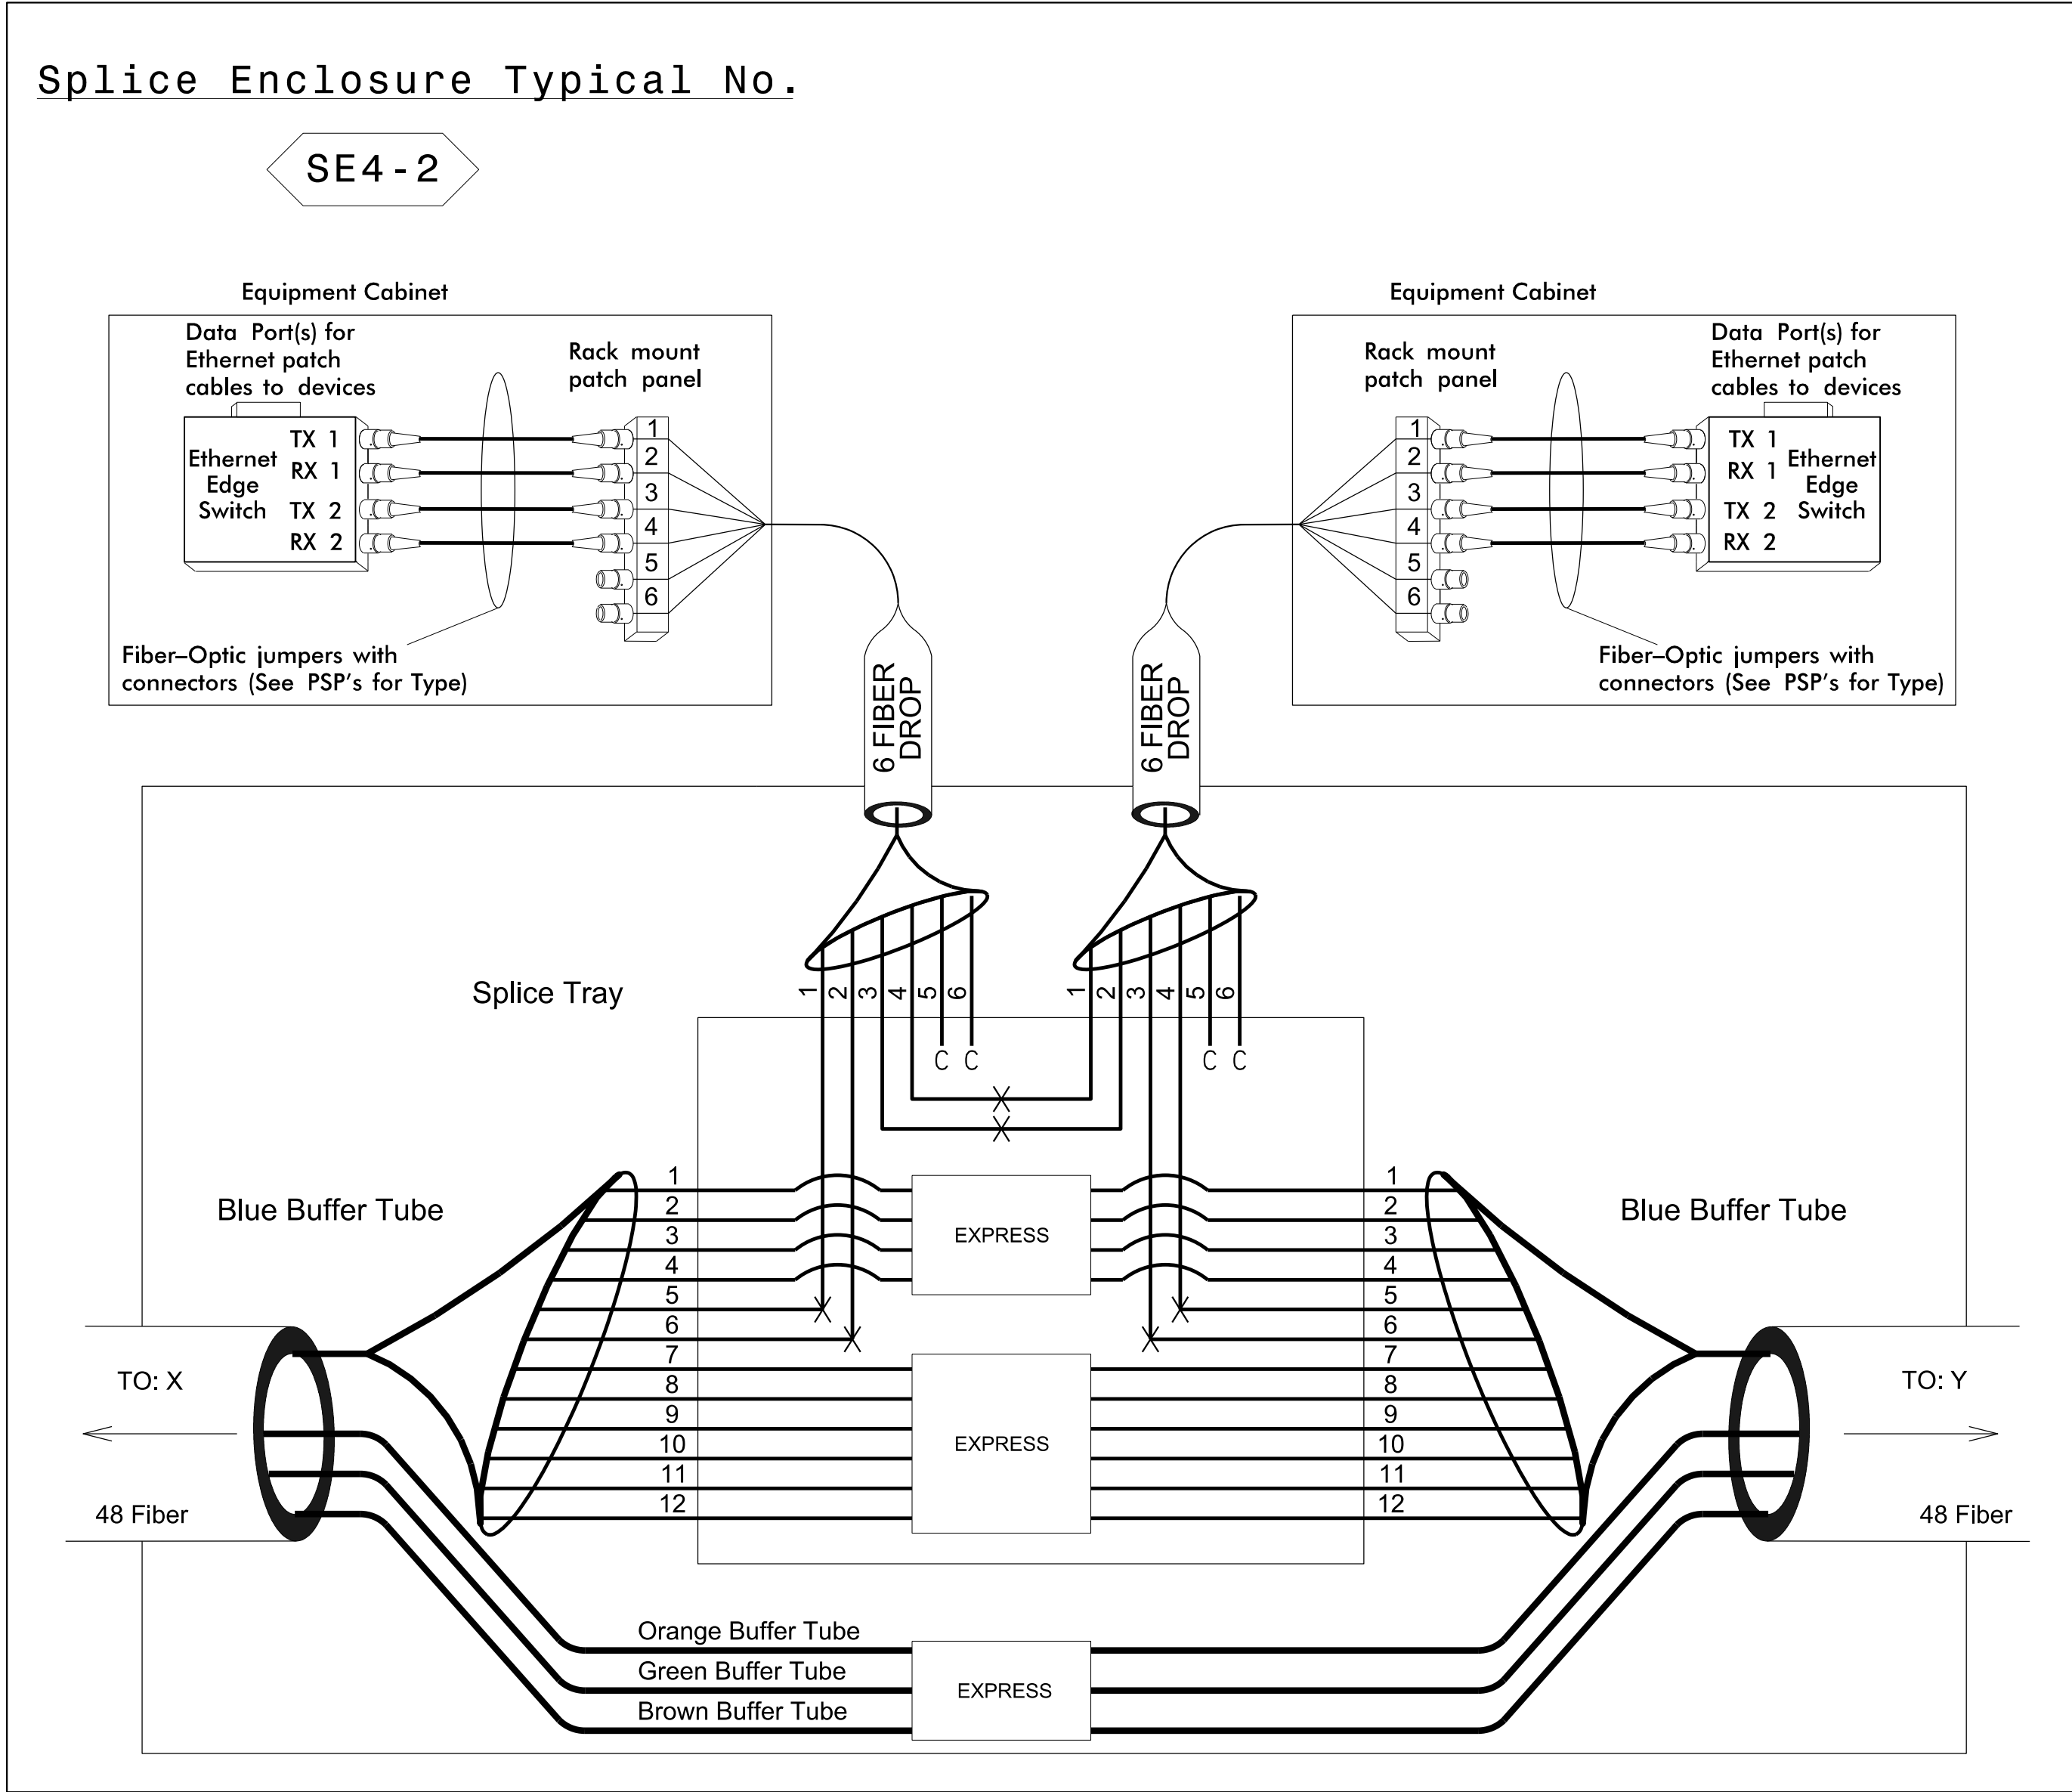 Splice Enclosure Typical No.
SE4-2
Equipment Cabinet
Data Port(s) for
Ethernet patch
cables to devices
Rack mount
patch panel
Ethernet
Edge
Switch
TX 1
RX 1
TX 2
RX 2
1
2
3
4
5
6
Fiber-Optic jumpers with
connectors (See PSP's for Type)
Equipment Cabinet
Rack mount
patch panel
Data Port(s) for
Ethernet patch
cables to devices
1
2
3
4
5
6
TX 1
RX 1
TX 2
RX 2
Ethernet
Edge
Switch
Fiber-Optic jumpers with
connectors (See PSP's for Type)
6 FIBER
DROP
6 FIBER
DROP
Splice Tray
1
2
3
4
5
6
1
2
3
4
5
6
C C
C C
Blue Buffer Tube
1
2
3
4
5
6
7
8
9
10
11
12
EXPRESS
EXPRESS
1
2
3
4
5
6
7
8
9
10
11
12
Blue Buffer Tube
TO: X
48 Fiber
TO: Y
48 Fiber
Orange Buffer Tube
Green Buffer Tube
Brown Buffer Tube
EXPRESS